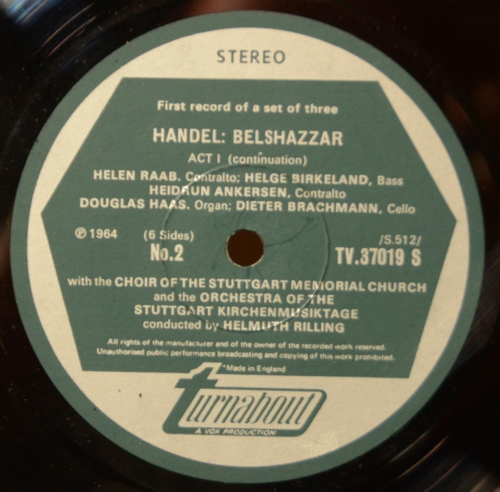 STEREO
First record of a set of three
HANDEL: BELSHAZZAR
ACT I (continuation)
HELEN RAAB. Contralto; HELGE BIRKELAND, Bass
HEIDRUN ANKERSEN, Contralto
DOUGLAS HAAS. Organ; DIETER BRACHMANN, Cello
℗ 1964 (6 Sides) /S.512/
No.2 TV.37019 S
with the CHOIR OF THE STUTTGART MEMORIAL CHURCH
and the ORCHESTRA OF THE
STUTTGART KIRCHENMUSIKTAGE
conducted by HELMUTH RILLING
All rights of the manufacturer and of the owner of the recorded work reserved.
Unauthorised public performance broadcasting and copying of this work prohibited.
*Made in England
turnabout
A VOX PRODUCTION